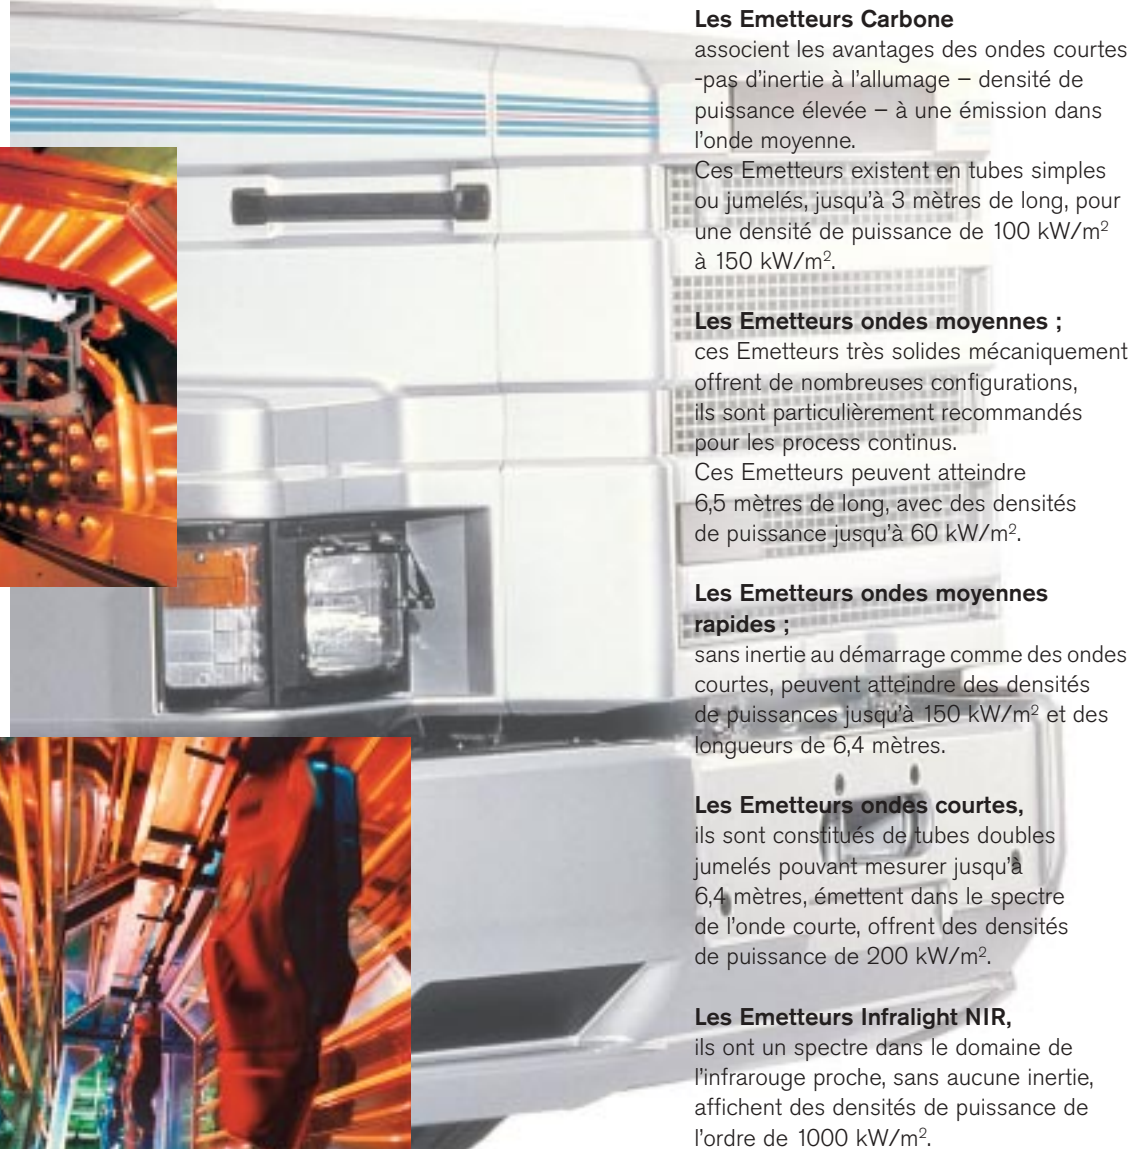 Les Emetteurs Carbone
associent les avantages des ondes courtes
-pas d'inertie à l'allumage – densité de
puissance élevée – à une émission dans
l'onde moyenne.
Ces Emetteurs existent en tubes simples
ou jumelés, jusqu'à 3 mètres de long, pour
une densité de puissance de 100 kW/m²
à 150 kW/m².
Les Emetteurs ondes moyennes ;
ces Emetteurs très solides mécaniquement
offrent de nombreuses configurations,
ils sont particulièrement recommandés
pour les process continus.
Ces Emetteurs peuvent atteindre
6,5 mètres de long, avec des densités
de puissance jusqu'à 60 kW/m².
Les Emetteurs ondes moyennes
rapides ;
sans inertie au démarrage comme des ondes
courtes, peuvent atteindre des densités
de puissances jusqu'à 150 kW/m² et des
longueurs de 6,4 mètres.
Les Emetteurs ondes courtes,
ils sont constitués de tubes doubles
jumelés pouvant mesurer jusqu'à
6,4 mètres, émettent dans le spectre
de l'onde courte, offrent des densités
de puissance de 200 kW/m².
Les Emetteurs Infralight NIR,
ils ont un spectre dans le domaine de
l'infrarouge proche, sans aucune inertie,
affichent des densités de puissance de
l'ordre de 1000 kW/m².